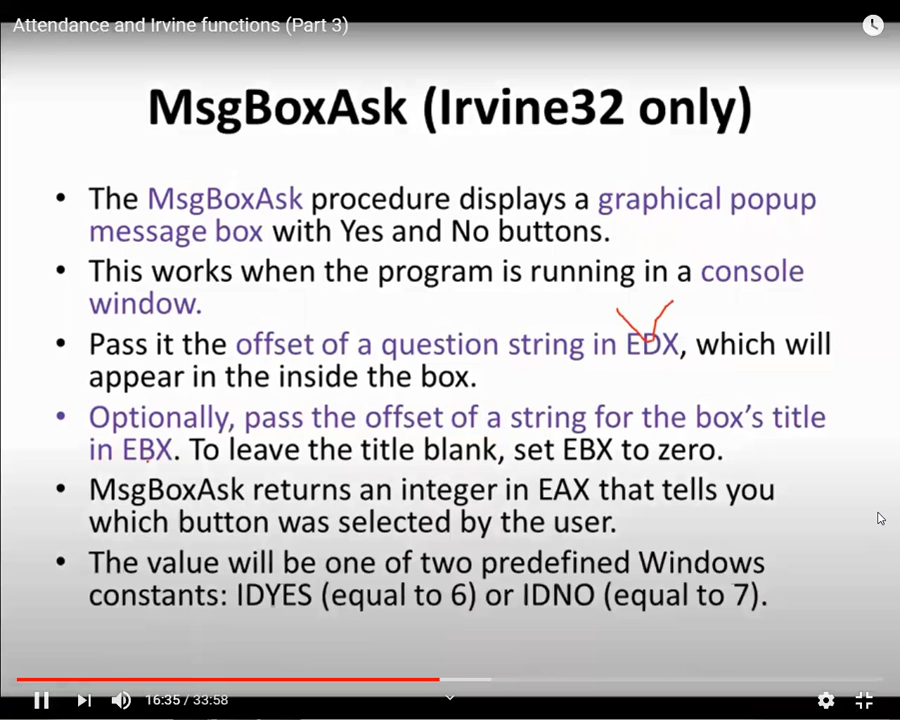 Attendance and Irvine functions (Part 3)
MsgBoxAsk (Irvine32 only)
• The MsgBoxAsk procedure displays a graphical popup
message box with Yes and No buttons.
• This works when the program is running in a console
window.
• Pass it the offset of a question string in EDX, which will
appear in the inside the box.
• Optionally, pass the offset of a string for the box's title
in EBX. To leave the title blank, set EBX to zero.
• MsgBoxAsk returns an integer in EAX that tells you
which button was selected by the user.
• The value will be one of two predefined Windows
constants: IDYES (equal to 6) or IDNO (equal to 7).
16:35 / 33:58